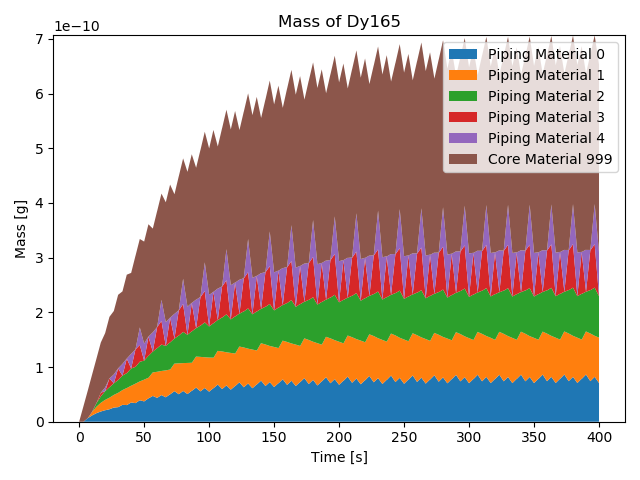 Mass of Dy165
1e−10
Piping Material 0
Piping Material 1
Piping Material 2
Piping Material 3
Piping Material 4
Core Material 999
Mass [g]
7
6
5
4
3
2
1
0
0
50
100
150
200
250
300
350
400
Time [s]